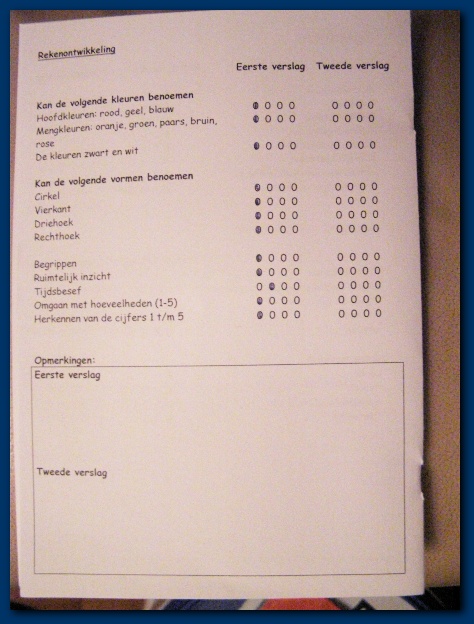 Rekenontwikkeling
Eerste verslag Tweede verslag
Kan de volgende kleuren benoemen
Hoofdkleuren: rood, geel, blauw O O O O O O O O
Mengkleuren: oranje, groen, paars, bruin, O O O O O O O O
rose
De kleuren zwart en wit O O O O O O O O
Kan de volgende vormen benoemen
Cirkel O O O O O O O O
Vierkant O O O O O O O O
Driehoek O O O O O O O O
Rechthoek O O O O O O O O
Begrippen O O O O O O O O
Ruimtelijk inzicht O O O O O O O O
Tijdsbesef O O O O O O O O
Omgaan met hoeveelheden (1-5) O O O O O O O O
Herkennen van de cijfers 1 t/m 5 O O O O O O O O
Opmerkingen:
Eerste verslag
Tweede verslag